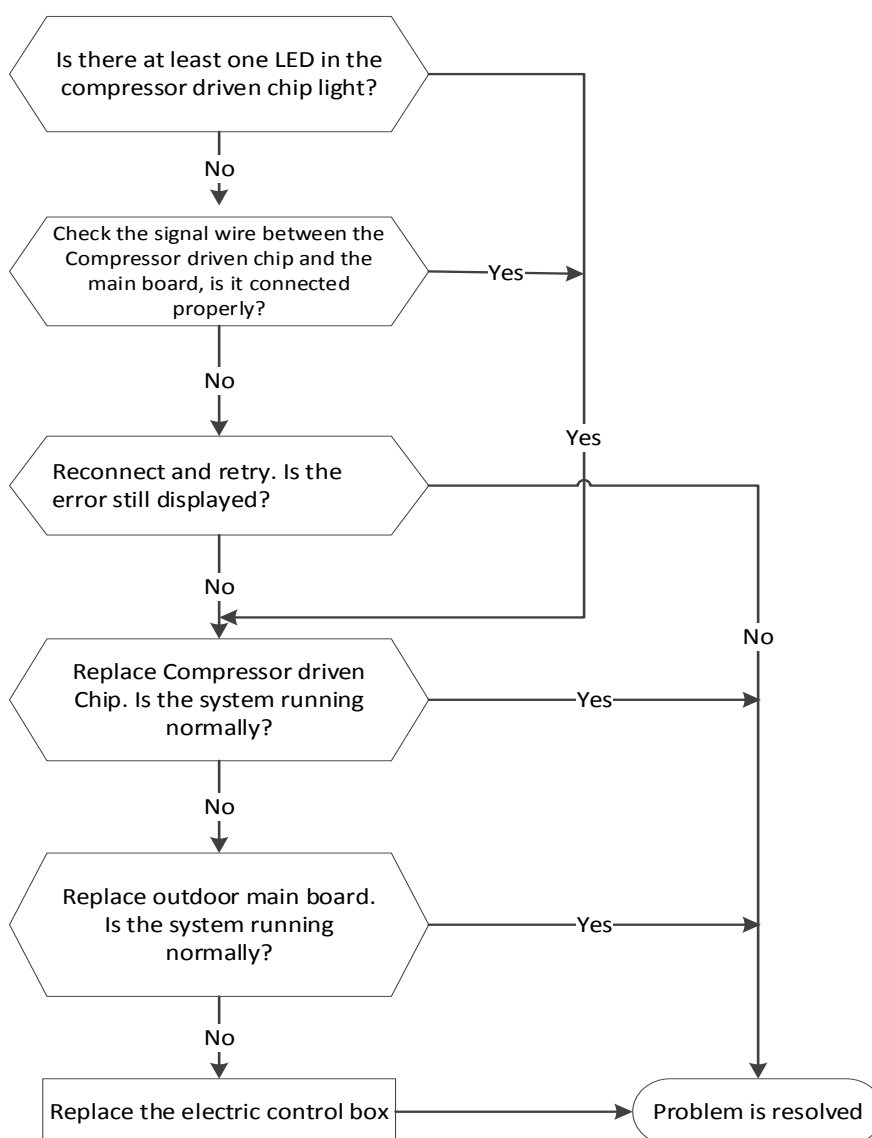 Is there at least one LED in the
compressor driven chip light?
No
Check the signal wire between the
Compressor driven chip and the
main board, is it connected
properly?
Yes
No
Yes
Reconnect and retry. Is the
error still displayed?
No
No
Replace Compressor driven
Chip. Is the system running
normally?
Yes
No
Replace outdoor main board.
Is the system running
normally?
Yes
No
Replace the electric control box
Problem is resolved